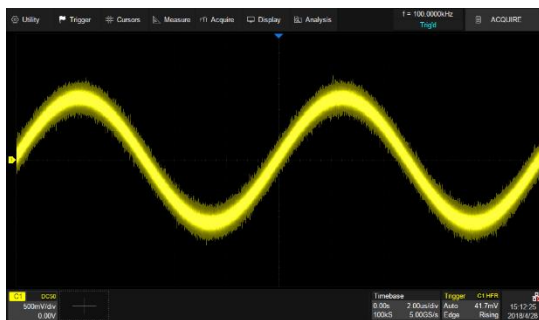 Utility Trigger Cursors Measure Acquire Display Analysis
f = 100.0000kHz
Trig'd
ACQUIRE
C1 DC50
500mV/div
0.00V
Timebase
0.00s 2.00us/div
100kS 5.00GS/s
Trigger C1 HFR
Auto 41.7mV
Edge Rising
15:12:25
2018/4/28